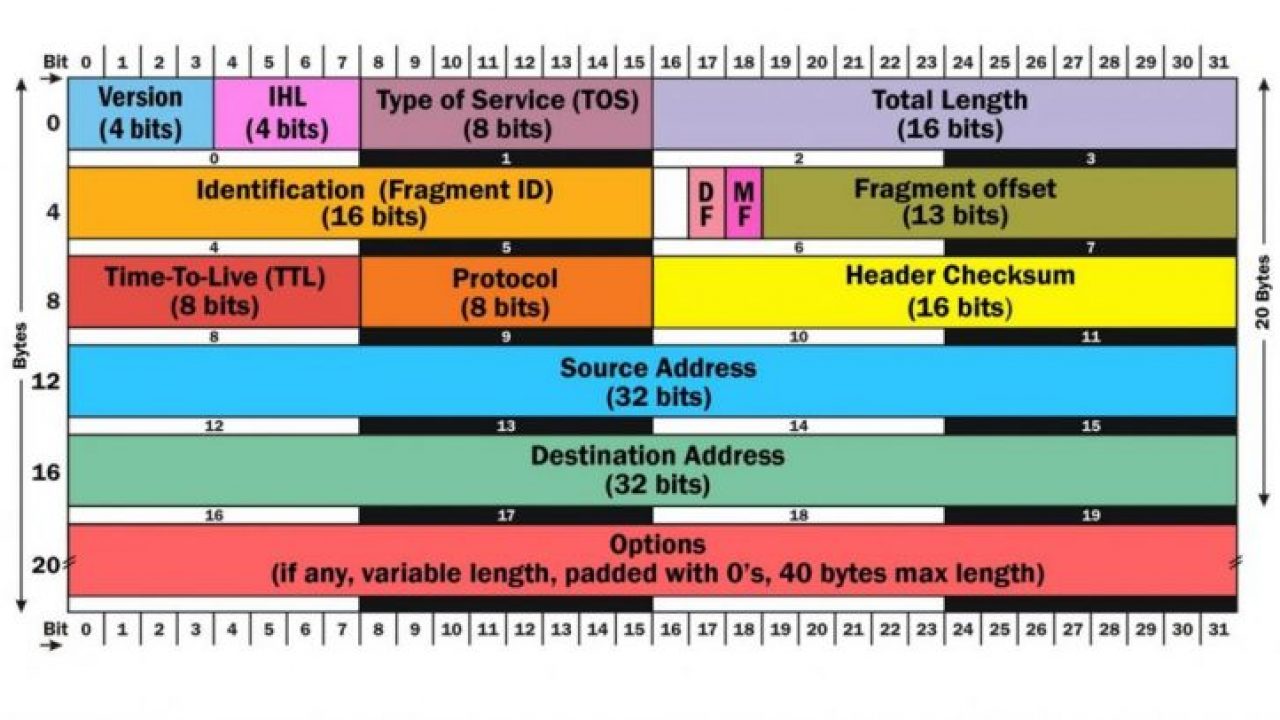 Bit 0 1 2 3 4 5 6 7 8 9 10 11 12 13 14 15 16 17 18 19 20 21 22 23 24 25 26 27 28 29 30 31
Version
(4 bits)
IHL
(4 bits)
Type of Service (TOS)
(8 bits)
Total Length
(16 bits)
0
0 1 2 3
Identification (Fragment ID)
(16 bits)
D
F
M
F
Fragment offset
(13 bits)
4
4 5 6 7
Time-To-Live (TTL)
(8 bits)
Protocol
(8 bits)
Header Checksum
(16 bits)
8
8 9 10 11
Source Address
(32 bits)
12
12 13 14 15
Destination Address
(32 bits)
16
16 17 18 19
Options
(if any, variable length, padded with 0's, 40 bytes max length)
20
Bytes
20 Bytes
Bit 0 1 2 3 4 5 6 7 8 9 10 11 12 13 14 15 16 17 18 19 20 21 22 23 24 25 26 27 28 29 30 31